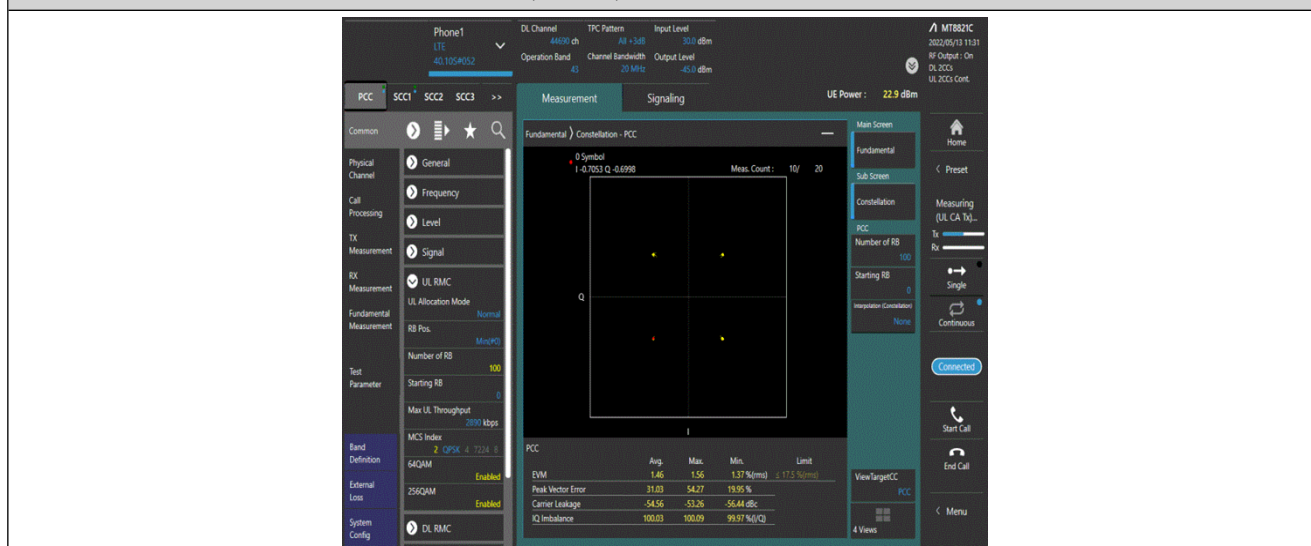 Phone1
LTE
40.105#052
DL Channel TPC Pattern Input Level
44690 ch All +3dB 30.0 dBm
Operation Band Channel Bandwidth Output Level
43 20 MHz -45.0 dBm
MT8821C
2022/05/13 11:31
RF Output : On
DL 2CCs
UL 2CCs Cont.
PCC SCC1 SCC2 SCC3 >>
Measurement Signaling
UE Power : 22.9 dBm
Common
Physical Channel
Call Processing
TX Measurement
RX Measurement
Fundamental Measurement
Test Parameter
Band Definition
External Loss
System Config
General
Frequency
Level
Signal
UL RMC
UL Allocation Mode
Normal
RB Pos.
Min(#0)
Number of RB
100
Starting RB
0
Max UL Throughput
2890 kbps
MCS Index
2 QPSK 4 T224 8
64QAM
Enabled
256QAM
Enabled
DL RMC
Fundamental ⟩ Constellation - PCC
0 Symbol
I -0.7053 Q -0.6998 Meas. Count : 10/ 20
Q
I
PCC
Avg. Max. Min. Limit
EVM 1.46 1.56 1.37 %(rms) ≤ 17.5 %(rms)
Peak Vector Error 31.03 54.27 19.95 %
Carrier Leakage -54.56 -53.26 -56.44 dBc
IQ Imbalance 100.03 100.09 99.97 %(I/Q)
Main Screen
Fundamental
Sub Screen
Constellation
PCC
Number of RB
100
Starting RB
0
Interpolation (Constellation)
None
ViewTargetCC
PCC
4 Views
Home
< Preset
Measuring
(UL CA Tx)...
Tx
Rx
Single
Continuous
Connected
Start Call
End Call
< Menu